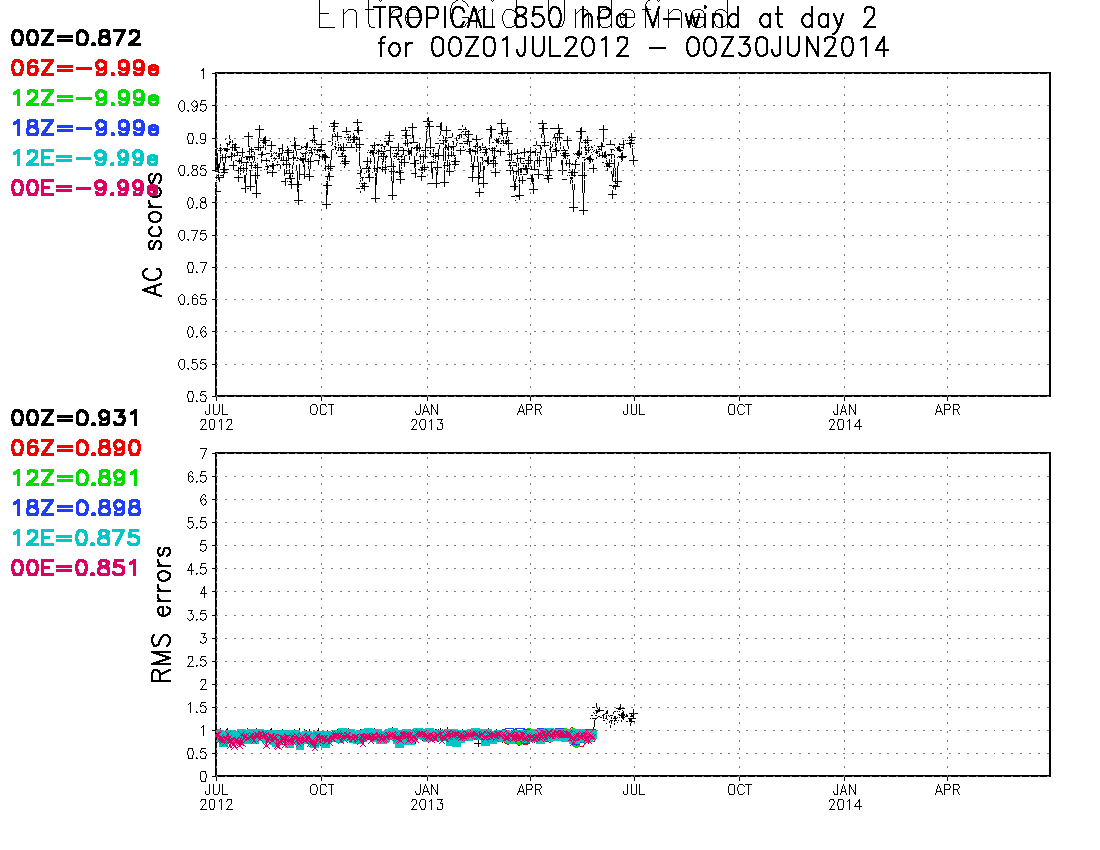 Entire Grid Undefined
TROPICAL 850 hPa V-wind at day 2
for 00Z01JUL2012 - 00Z30JUN2014
00Z=0.872
06Z=-9.99e
12Z=-9.99e
18Z=-9.99e
12E=-9.99e
00E=-9.99e
AC scores
1
0.95
0.9
0.85
0.8
0.75
0.7
0.65
0.6
0.55
0.5
JUL OCT JAN APR JUL OCT JAN APR
2012 2013 2014
00Z=0.931
06Z=0.890
12Z=0.891
18Z=0.898
12E=0.875
00E=0.851
RMS errors
7
6.5
6
5.5
5
4.5
4
3.5
3
2.5
2
1.5
1
0.5
0
JUL OCT JAN APR JUL OCT JAN APR
2012 2013 2014